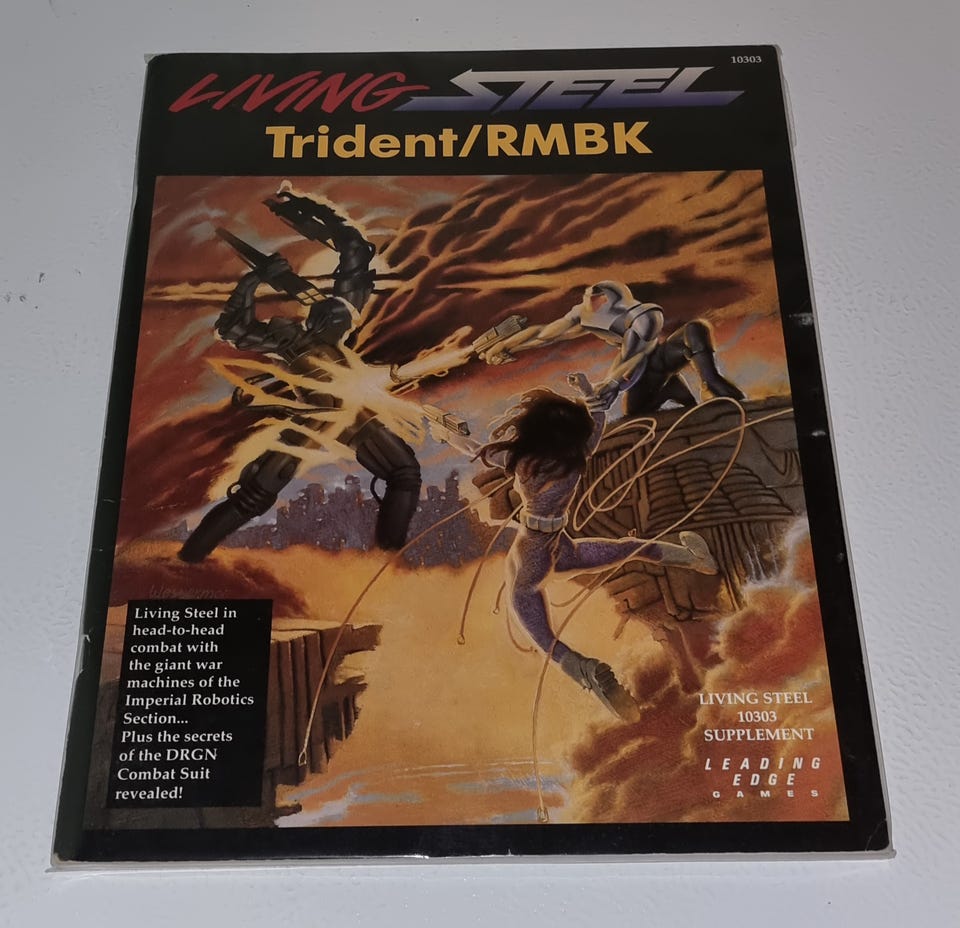 10303
LIVING STEEL
Trident/RMBK
Living Steel in
head-to-head
combat with
the giant war
machines of the
Imperial Robotics
Section...
Plus the secrets
of the DRGN
Combat Suit
revealed!
LIVING STEEL
10303
SUPPLEMENT
LEADING
EDGE
GAMES